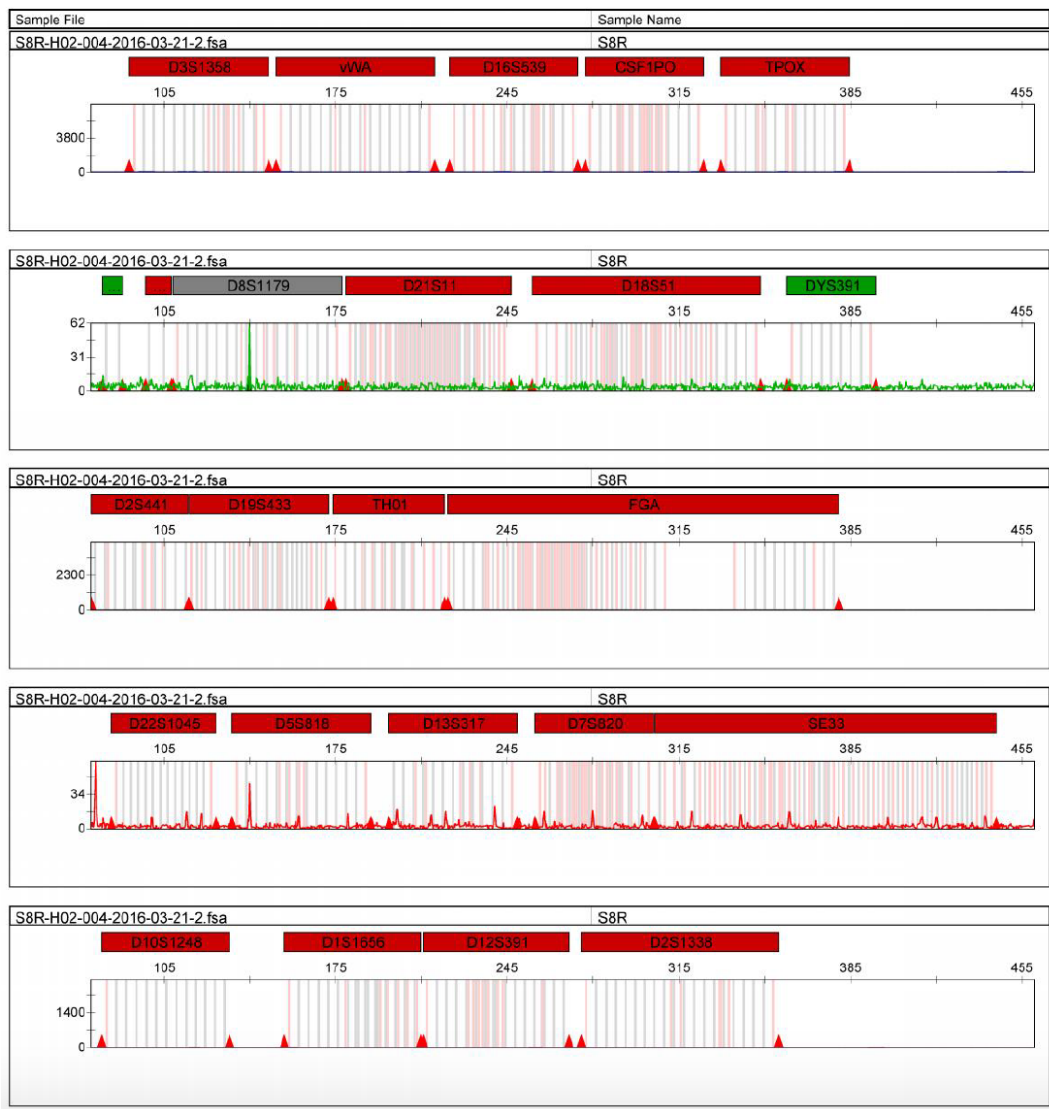 Sample File Sample Name
S8R-H02-004-2016-03-21-2.fsa S8R
D3S1358 vWA D16S539 CSF1PO TPOX
105 175 245 315 385 455
3800
0
S8R-H02-004-2016-03-21-2.fsa S8R
... ... D8S1179 D21S11 D18S51 DYS391
105 175 245 315 385 455
62
31
0
S8R-H02-004-2016-03-21-2.fsa S8R
D2S441 D19S433 TH01 FGA
105 175 245 315 385 455
2300
0
S8R-H02-004-2016-03-21-2.fsa S8R
D22S1045 D5S818 D13S317 D7S820 SE33
105 175 245 315 385 455
34
0
S8R-H02-004-2016-03-21-2.fsa S8R
D10S1248 D1S1656 D12S391 D2S1338
105 175 245 315 385 455
1400
0